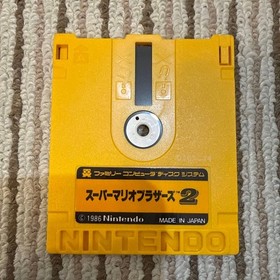 ファミリー コンピュータ ディスク システム
スーパーマリオブラザーズ™2
©1986 Nintendo MADE IN JAPAN
NINTENDO